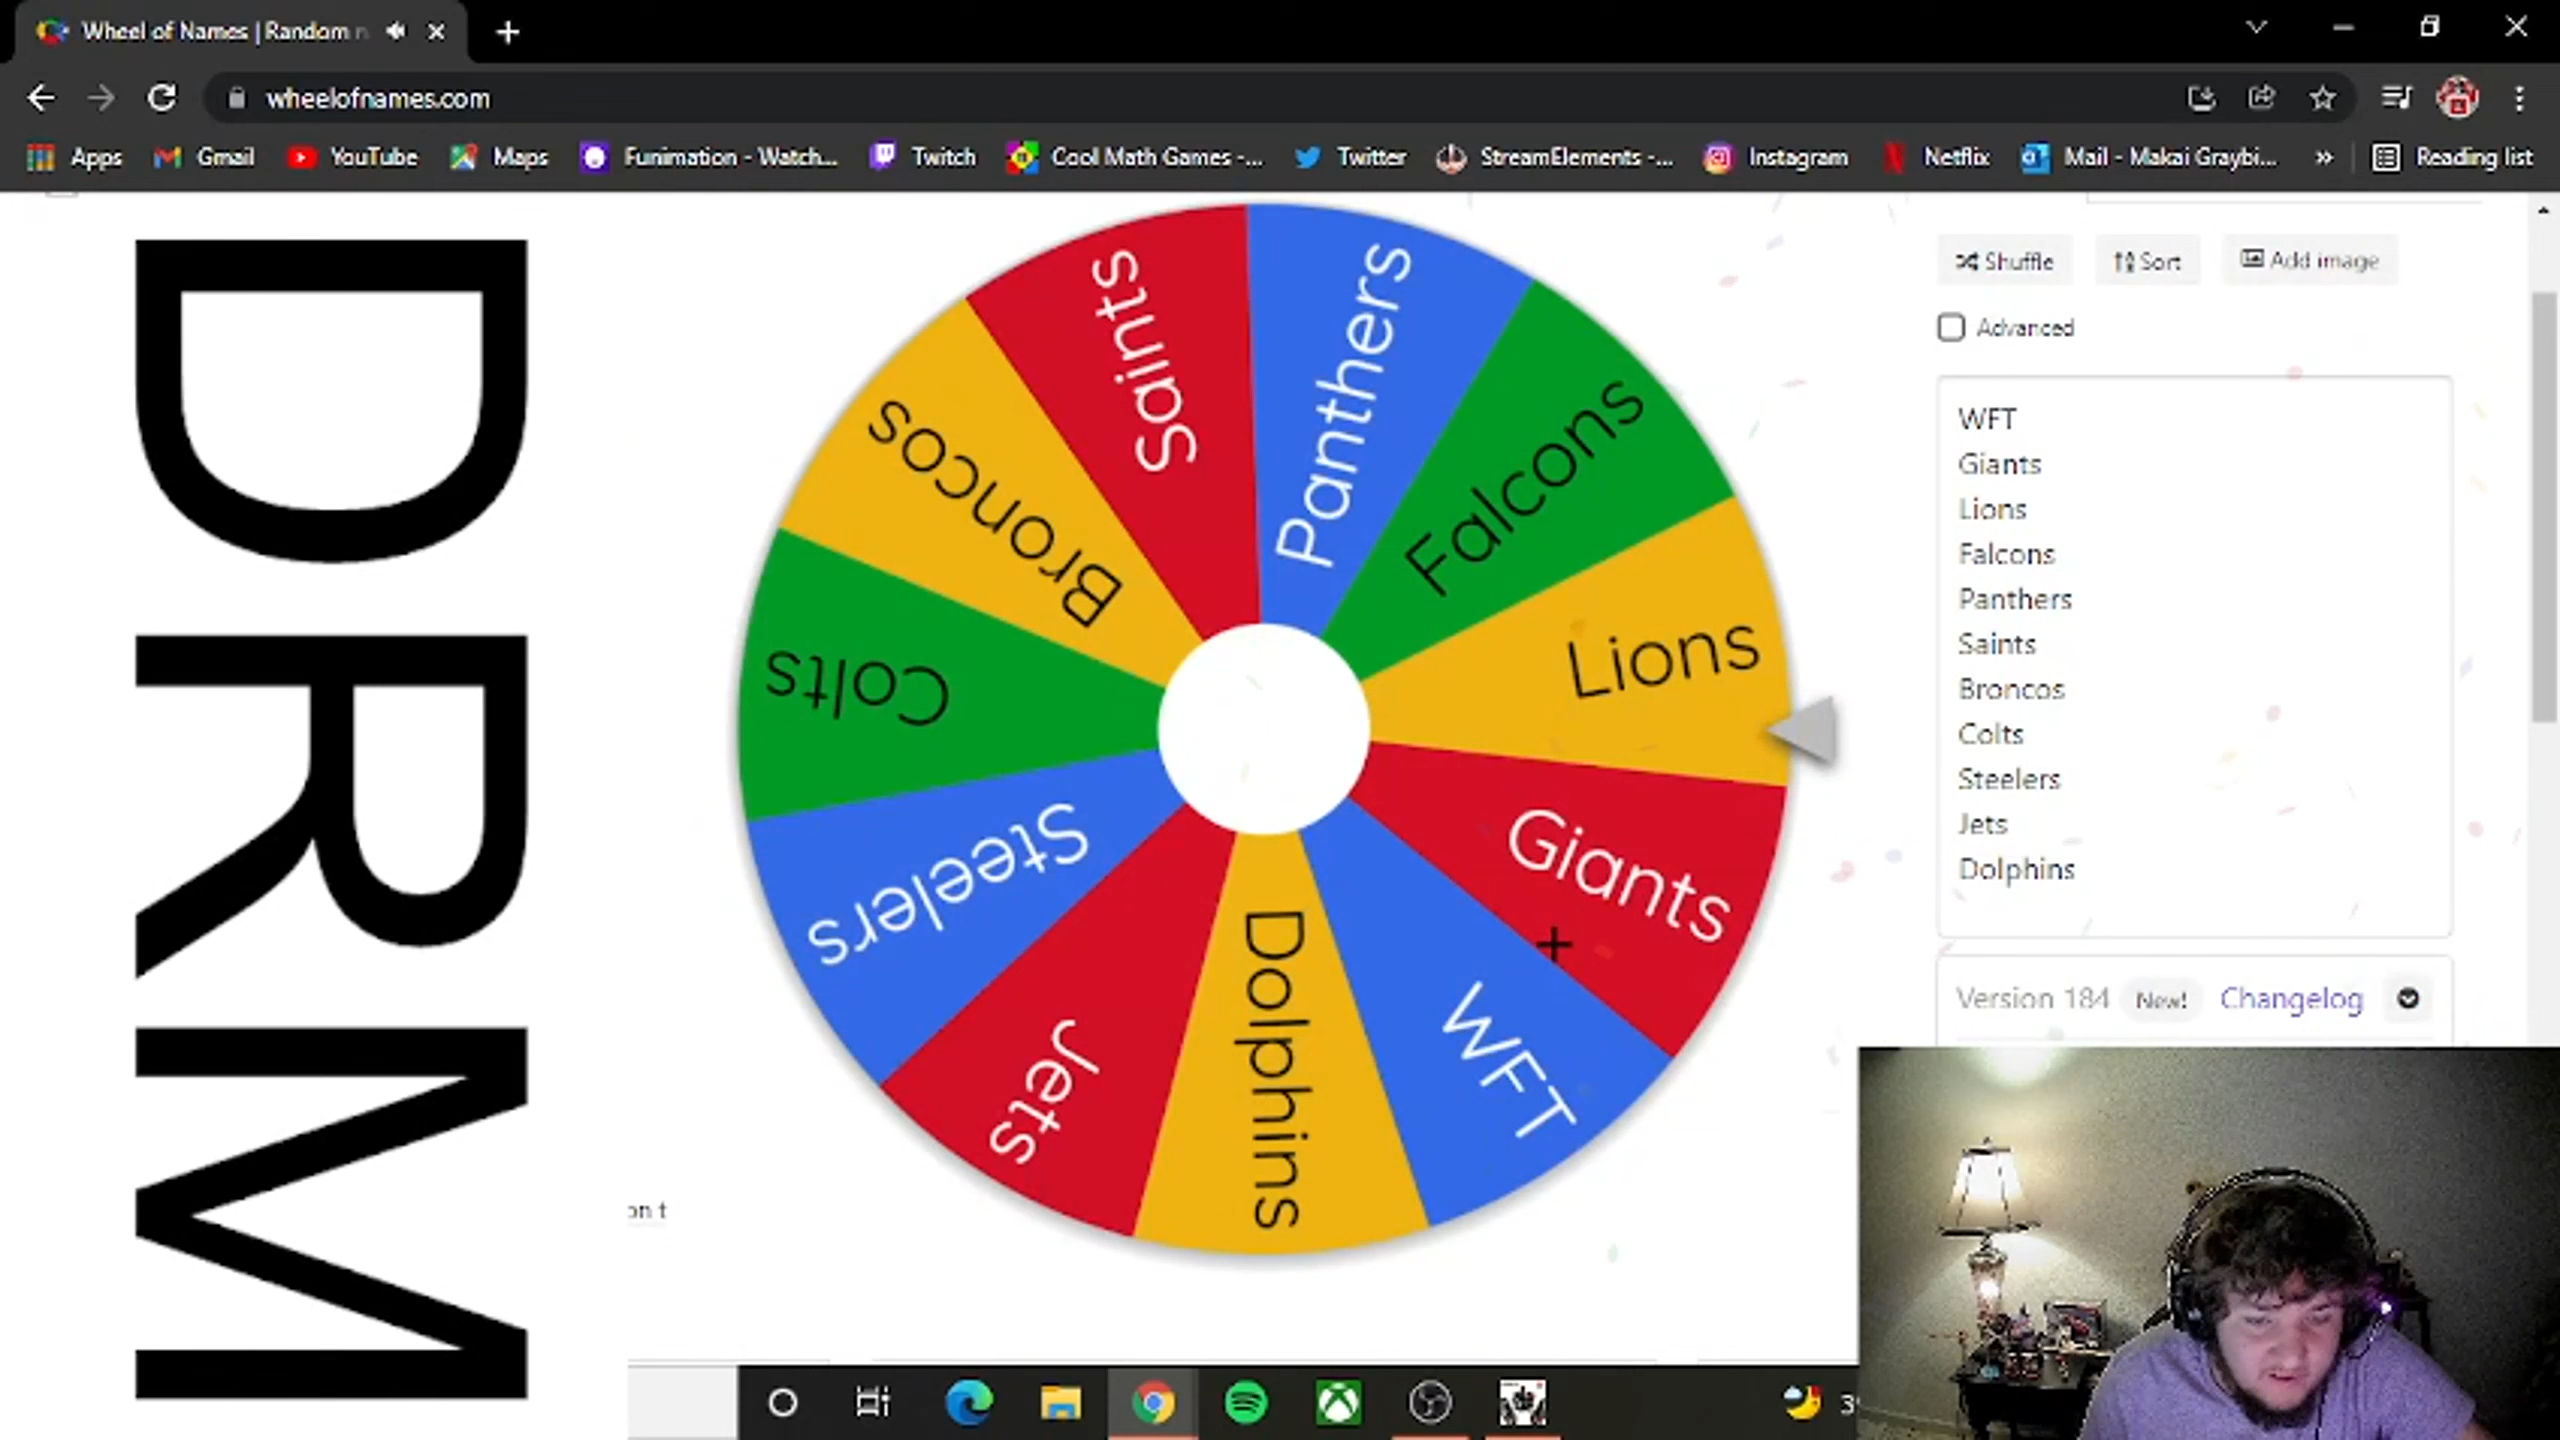 Wheel of Names | Random n
wheelofnames.com
Apps
Gmail
YouTube
Maps
Funimation - Watch...
Twitch
Cool Math Games -...
Twitter
StreamElements -...
Instagram
Netflix
Mail - Makai Graybi...
»
Reading list
DRM
Saints
Panthers
Falcons
Lions
Giants
WFT
Dolphins
Jets
Steelers
Colts
Broncos
Shuffle
Sort
Add image
Advanced
WFT
Giants
Lions
Falcons
Panthers
Saints
Broncos
Colts
Steelers
Jets
Dolphins
Version 184 New! Changelog
on t